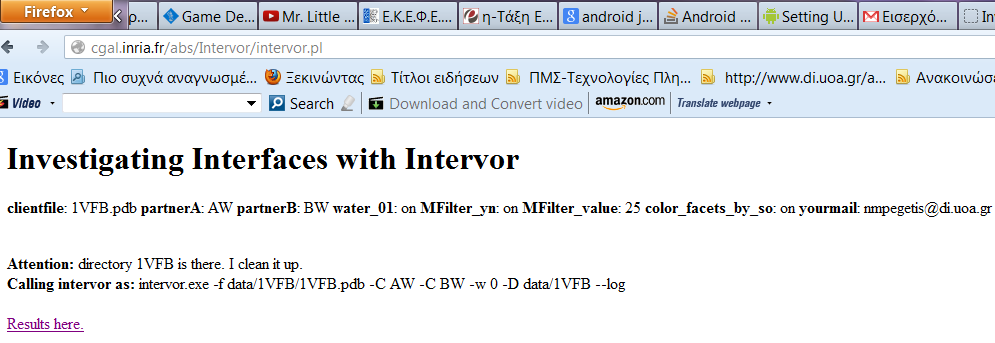 Firefox
ρ... Game De... Mr. Little ... Ε.Κ.Ε.Φ.Ε.... η-Τάξη Ε... android j... Android ... Setting U... Εισερχό... Int
cgal.inria.fr/abs/Intervor/intervor.pl
Εικόνες Πιο συχνά αναγνωσμέ... Ξεκινώντας Τίτλοι ειδήσεων ΠΜΣ-Τεχνολογίες Πλη... http://www.di.uoa.gr/a... Ανακοινώσε
Video Search Download and Convert video amazon.com Translate webpage
Investigating Interfaces with Intervor
clientfile: 1VFB.pdb partnerA: AW partnerB: BW water_01: on MFilter_yn: on MFilter_value: 25 color_facets_by_so: on yourmail: nmpegetis@di.uoa.gr
Attention: directory 1VFB is there. I clean it up.
Calling intervor as: intervor.exe -f data/1VFB/1VFB.pdb -C AW -C BW -w 0 -D data/1VFB --log
Results here.